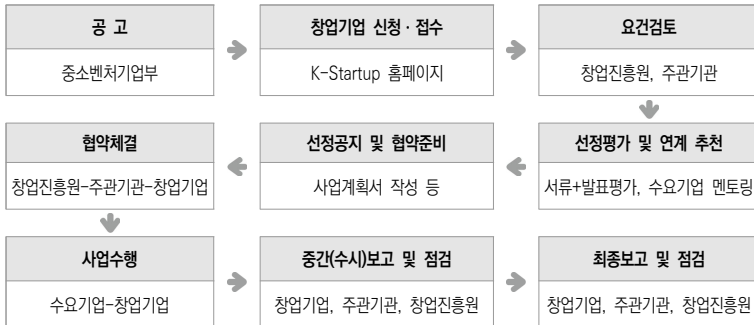 공 고
중소벤처기업부
창업기업 신청 · 접수
K-Startup 홈페이지
요건검토
창업진흥원, 주관기관
선정평가 및 연계 추천
서류+발표평가, 수요기업 멘토링
선정공지 및 협약준비
사업계획서 작성 등
협약체결
창업진흥원-주관기관-창업기업
사업수행
수요기업-창업기업
중간(수시)보고 및 점검
창업기업, 주관기관, 창업진흥원
최종보고 및 점검
창업기업, 주관기관, 창업진흥원